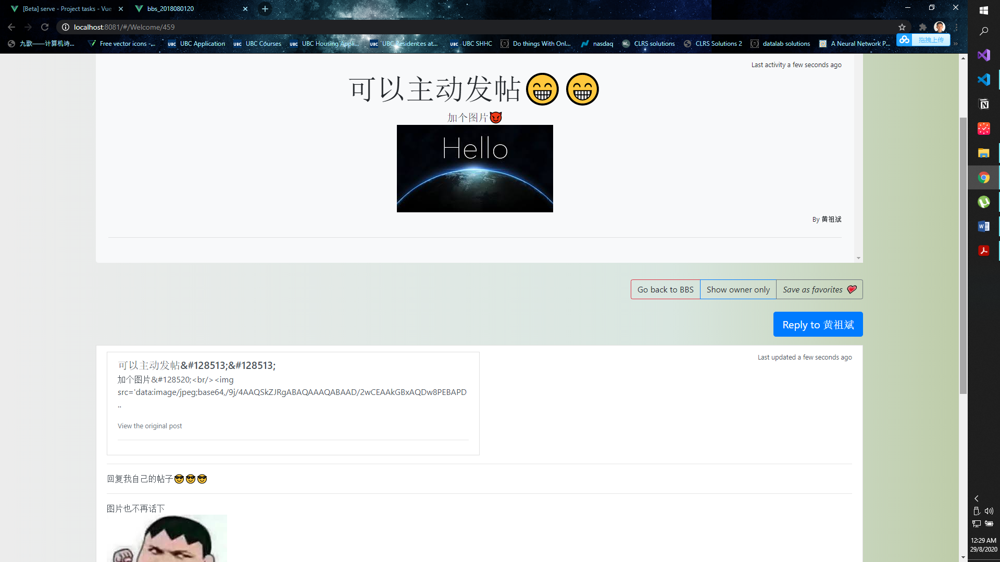 [Beta] serve - Project tasks - Vue
bbs_2018080120
localhost:8081/#/Welcome/459
九歌——计算机诗...
Free vector icons -...
UBC Application
UBC Courses
UBC Housing Appli...
UBC Residences at...
UBC SHHC
Do things With Onl...
nasdaq
CLRS solutions
CLRS Solutions 2
datalab solutions
A Neural Network P...
拖拽上传
Last activity a few seconds ago
可以主动发帖😁😁
加个图片😈
Hello
By 黄祖斌
Go back to BBS
Show owner only
Save as favorites 💗
Reply to 黄祖斌
Last updated a few seconds ago
可以主动发帖&#128513;&#128513;
加个图片&#128520;<br/><img
src='data:image/jpeg;base64,/9j/4AAQSkZJRgABAQAAAQABAAD/2wCEAAkGBxAQDw8PEBAPD
..
View the original post
回复我自己的帖子😎😎😎
图片也不再话下
12:29 AM
29/8/2020